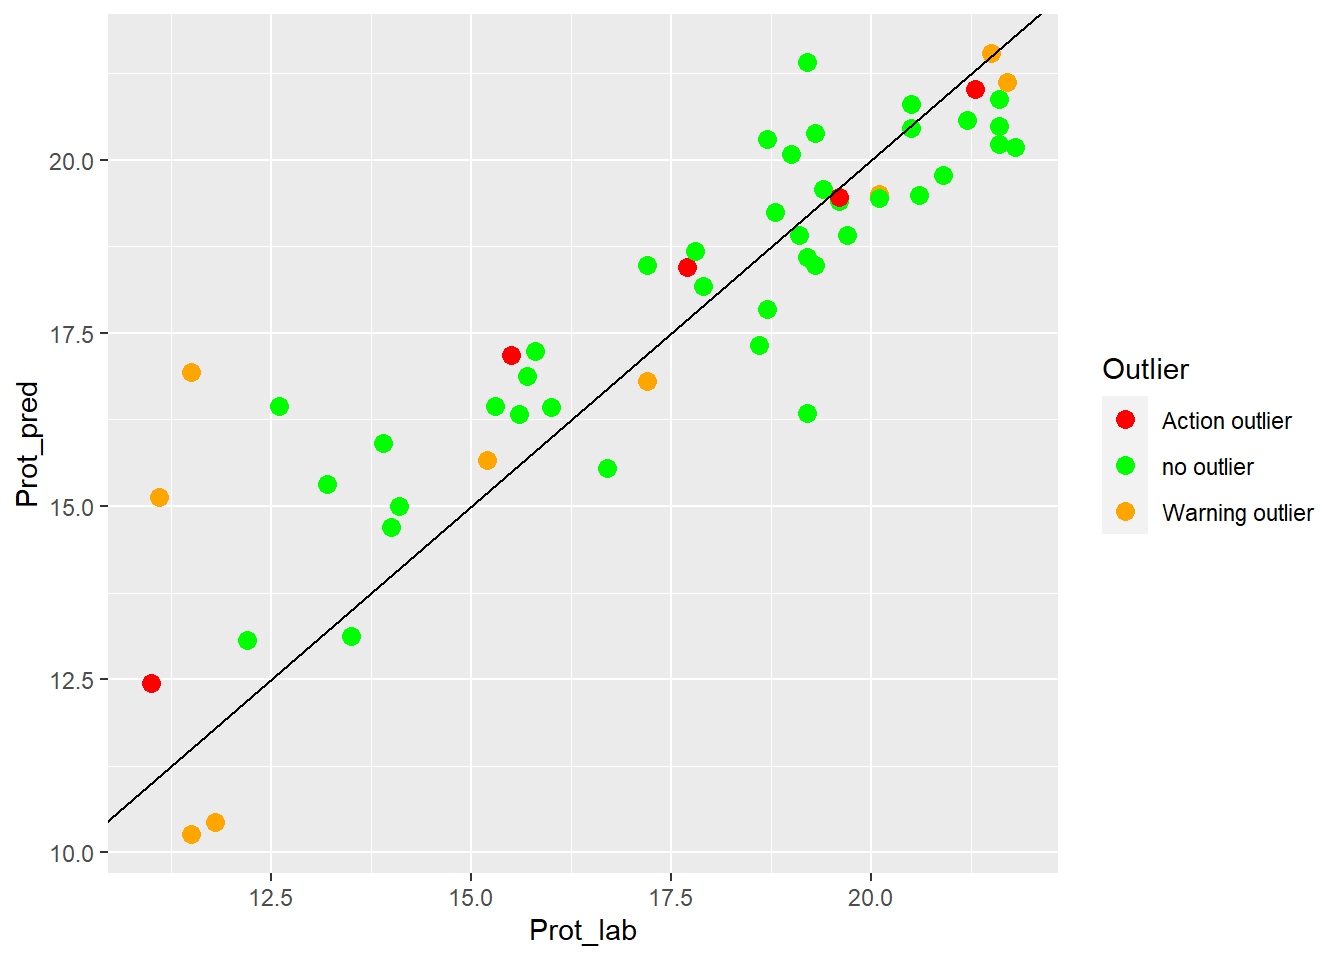 20.0
17.5
15.0
12.5
10.0
Prot_pred
12.5 15.0 17.5 20.0
Prot_lab
Outlier
Action outlier
no outlier
Warning outlier